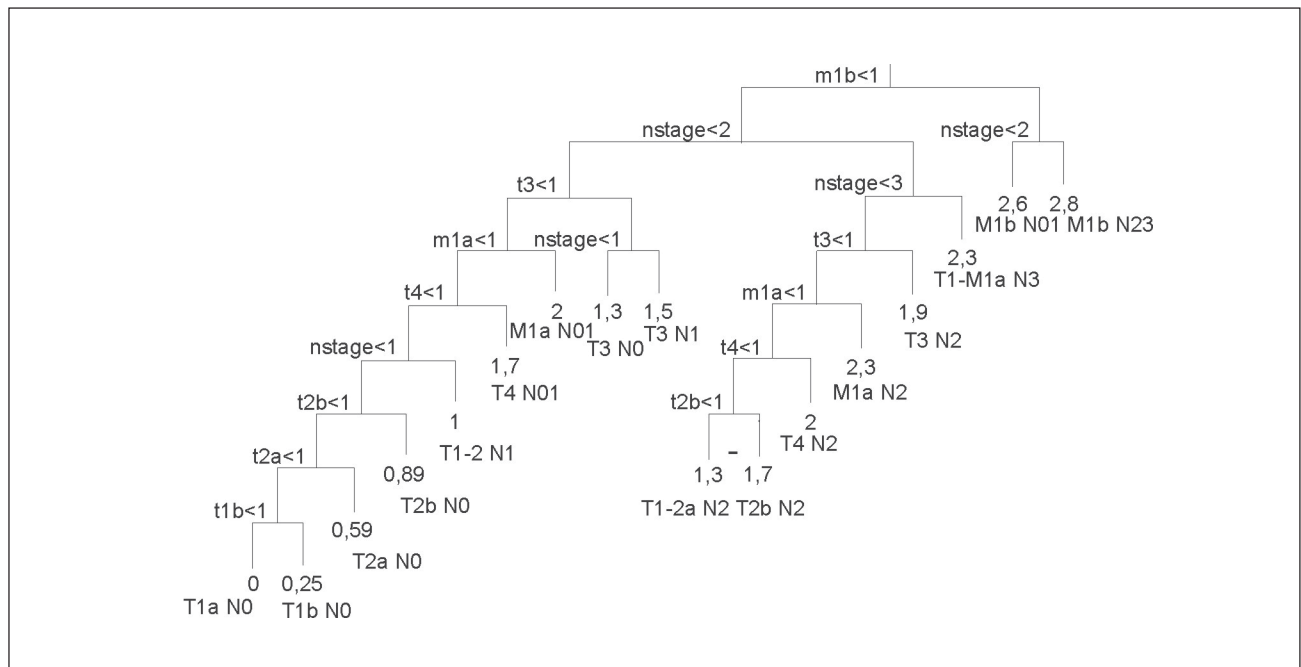 m1b<1
nstage<2
nstage<2
t3<1
nstage<3
2,6
2,8
M1b N01
M1b N23
m1a<1
nstage<1
t3<1
2,3
T1-M1a N3
t4<1
2
M1a N01
1,3
T3 N0
1,5
T3 N1
m1a<1
1,9
T3 N2
nstage<1
1,7
T4 N01
t4<1
2,3
M1a N2
t2b<1
1
T1-2 N1
t2b<1
2
T4 N2
t2a<1
0,89
T2b N0
-
1,3
1,7
T1-2a N2
T2b N2
t1b<1
0,59
T2a N0
0
0,25
T1a N0
T1b N0